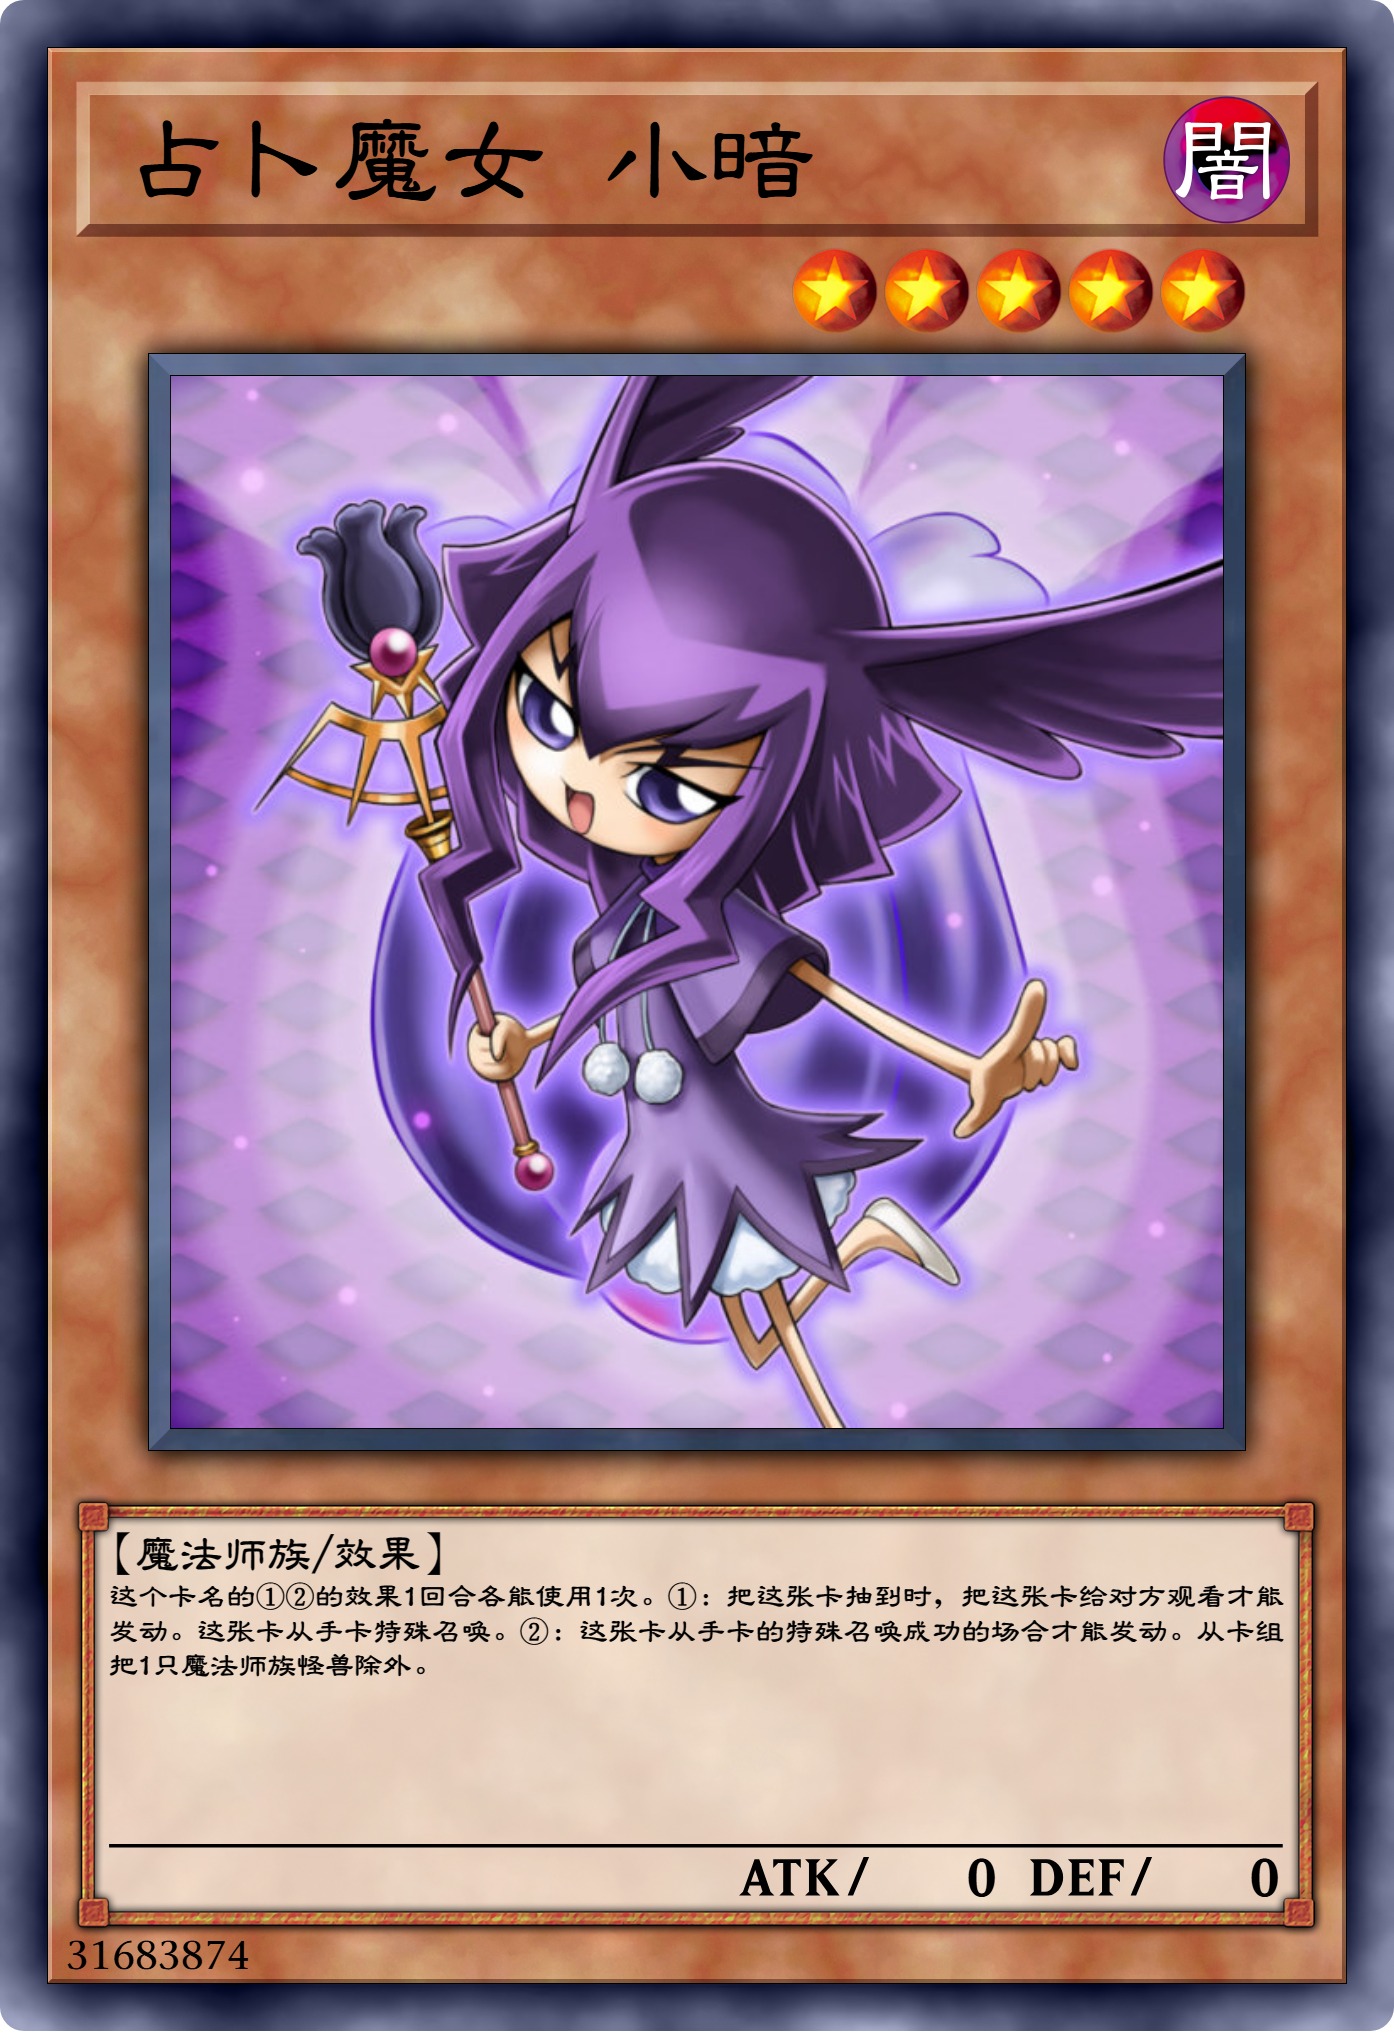 占卜魔女 小暗
闇
【魔法师族/效果】
这个卡名的①②的效果1回合各能使用1次。①：把这张卡抽到时，把这张卡给对方观看才能
发动。这张卡从手卡特殊召唤。②：这张卡从手卡的特殊召唤成功的场合才能发动。从卡组
把1只魔法师族怪兽除外。
ATK/ 0 DEF/ 0
31683874